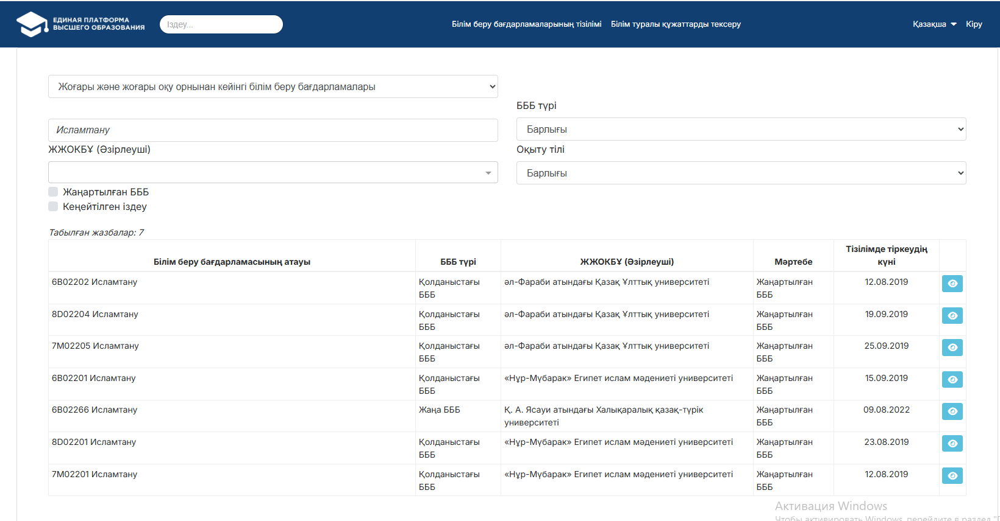 ЕДИНАЯ ПЛАТФОРМА
ВЫСШЕГО ОБРАЗОВАНИЯ
Іздеу...
Білім беру бағдарламаларының тізілімі
Білім туралы құжаттарды тексеру
Қазақша
Кіру
Жоғары және жоғары оқу орнынан кейінгі білім беру бағдарламалары
БББ түрі
Исламтану
Барлығы
ЖЖОКБҰ (Әзірлеуші)
Оқыту тілі
Барлығы
Жаңартылған БББ
Кеңейтілген іздеу
Табылған жазбалар: 7
Білім беру бағдарламасының атауы
БББ түрі
ЖЖОКБҰ (Әзірлеуші)
Мәртебе
Тізілімде тіркеудің
күні
6B02202 Исламтану
Қолданыстағы
БББ
әл-Фараби атындағы Қазақ Ұлттық университеті
Жаңартылған
БББ
12.08.2019
8D02204 Исламтану
Қолданыстағы
БББ
әл-Фараби атындағы Қазақ Ұлттық университеті
Жаңартылған
БББ
19.09.2019
7M02205 Исламтану
Қолданыстағы
БББ
әл-Фараби атындағы Қазақ Ұлттық университеті
Жаңартылған
БББ
25.09.2019
6B02201 Исламтану
Қолданыстағы
БББ
«Нұр-Мүбарак» Египет ислам мәдениеті университеті
Жаңартылған
БББ
15.09.2019
6B02266 Исламтану
Жаңа БББ
Қ. А. Ясауи атындағы Халықаралық қазақ-түрік
университеті
Жаңартылған
БББ
09.08.2022
8D02201 Исламтану
Қолданыстағы
БББ
«Нұр-Мүбарак» Египет ислам мәдениеті университеті
Жаңартылған
БББ
23.08.2019
7M02201 Исламтану
Қолданыстағы
БББ
«Нұр-Мүбарак» Египет ислам мәдениеті университеті
Жаңартылған
БББ
12.08.2019
Активация Windows
Чтобы активировать Windows, перейдите в раздел